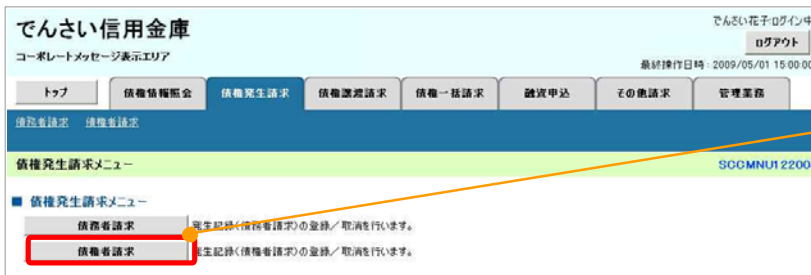 でんさい信用金庫
でんさい花子:ログイン中
ログアウト
コーポレートメッセージ表示エリア
最終操作日時:2009/05/01 15:00:00
トップ 債権情報照会 債権発生請求 債権譲渡請求 債権一括請求 融資申込 その他請求 管理業務
債務者請求 債権者請求
債権発生請求メニュー SCCMNU12200
■ 債権発生請求メニュー
債務者請求 発生記録(債務者請求)の登録/取消を行います。
債権者請求 発生記録(債権者請求)の登録/取消を行います。